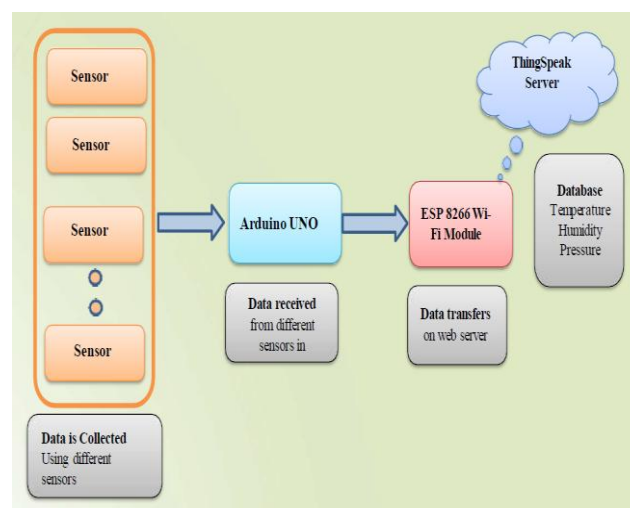 Sensor
Sensor
Sensor
Sensor
Data is Collected
Using different
sensors
Arduino UNO
Data received
from different
sensors in
ESP 8266 Wi-
Fi Module
Data transfers
on web server
ThingSpeak
Server
Database
Temperature
Humidity
Pressure